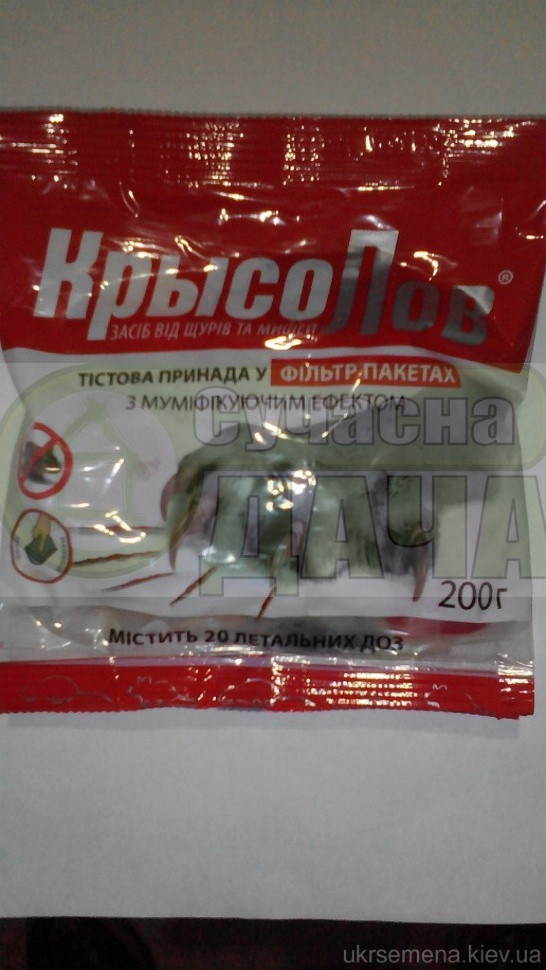 КрысоЛов®
ЗАСІБ ВІД ЩУРІВ ТА МИШЕЙ
ТІСТОВА ПРИНАДА У ФІЛЬТР-ПАКЕТАХ
З МУМІФІКУЮЧИМ ЕФЕКТОМ
Сучасна
ДАЧА
200г
МІСТИТЬ 20 ЛЕТАЛЬНИХ ДОЗ
ukrsemena.kiev.ua